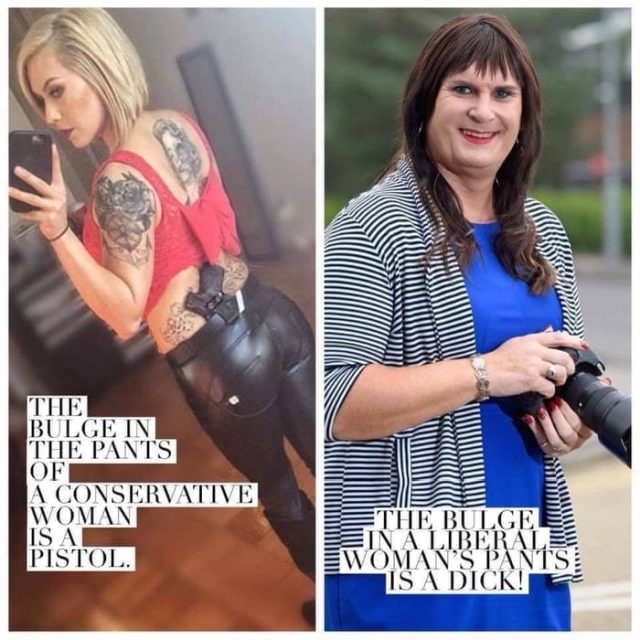 THE
BULGE IN
THE PANTS
OF
A CONSERVATIVE
WOMAN
IS A
PISTOL.
THE BULGE
IN A LIBERAL
WOMAN'S PANTS
IS A DICK!